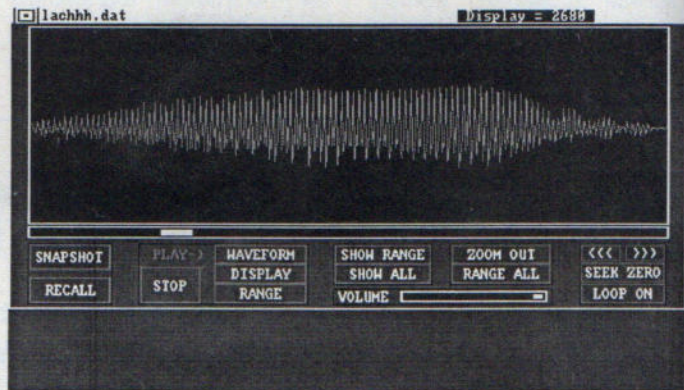 lachhh.dat Display = 2680
SNAPSHOT PLAY-> WAVEFORM SHOW RANGE ZOOM OUT <<< >>>
DISPLAY SHOW ALL RANGE ALL SEEK ZERO
RECALL STOP RANGE VOLUME LOOP ON